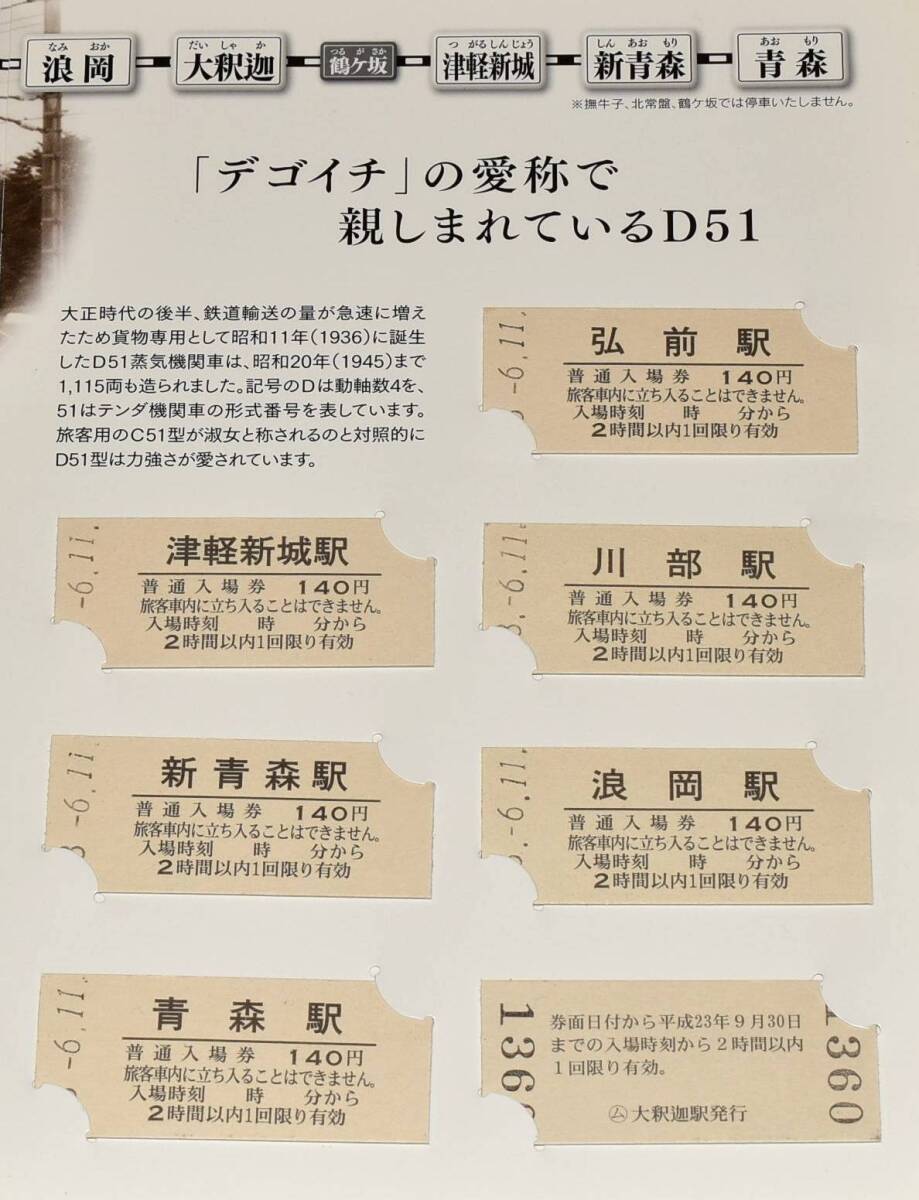 なみ おか
浪岡
だい しゃ か
大釈迦
つる が さか
鶴ケ坂
つ がる しん じょう
津軽新城
しん あお もり
新青森
あお もり
青森
※撫牛子、北常盤、鶴ケ坂では停車いたしません。
「デゴイチ」の愛称で
親しまれているD51
大正時代の後半、鉄道輸送の量が急速に増え
たため貨物専用として昭和11年(1936)に誕生
したD51蒸気機関車は、昭和20年(1945)まで
1,115両も造られました。記号のDは動軸数4を、
51はテンダ機関車の形式番号を表しています。
旅客用のC51型が淑女と称されるのと対照的に
D51型は力強さが愛されています。
-6.11.
弘前駅
普通入場券 140円
旅客車内に立ち入ることはできません。
入場時刻 時 分から
2時間以内1回限り有効
-6.11.
津軽新城駅
普通入場券 140円
旅客車内に立ち入ることはできません。
入場時刻 時 分から
2時間以内1回限り有効
3.-6.11.
川部駅
普通入場券 140円
旅客車内に立ち入ることはできません。
入場時刻 時 分から
2時間以内1回限り有効
3-6.11
新青森駅
普通入場券 140円
旅客車内に立ち入ることはできません。
入場時刻 時 分から
2時間以内1回限り有効
-6.11.
浪岡駅
普通入場券 140円
旅客車内に立ち入ることはできません。
入場時刻 時 分から
2時間以内1回限り有効
-6.11.
青森駅
普通入場券 140円
旅客車内に立ち入ることはできません。
入場時刻 時 分から
2時間以内1回限り有効
1360
券面日付から平成23年9月30日
までの入場時刻から2時間以内
1回限り有効。
㋰大釈迦駅発行
1360